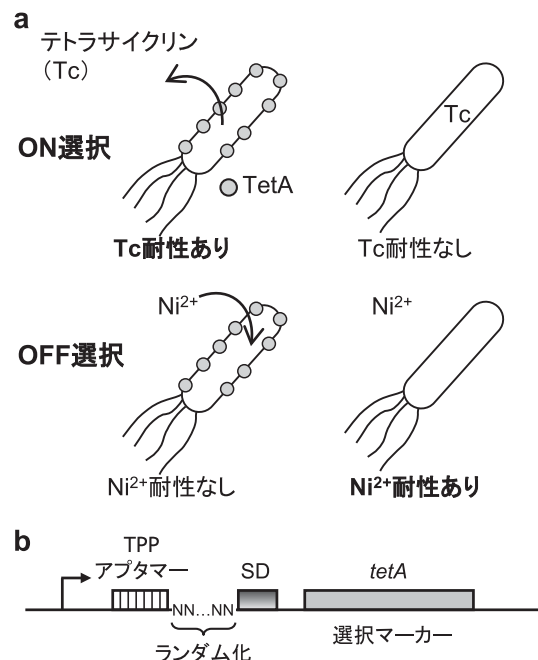 a
テトラサイクリン
（Tc）
Tc
ON選択
TetA
Tc耐性あり
Tc耐性なし
Ni²⁺
Ni²⁺
OFF選択
Ni²⁺耐性なし
Ni²⁺耐性あり
b
TPP
アプタマー
SD
tetA
NN...NN
選択マーカー
ランダム化